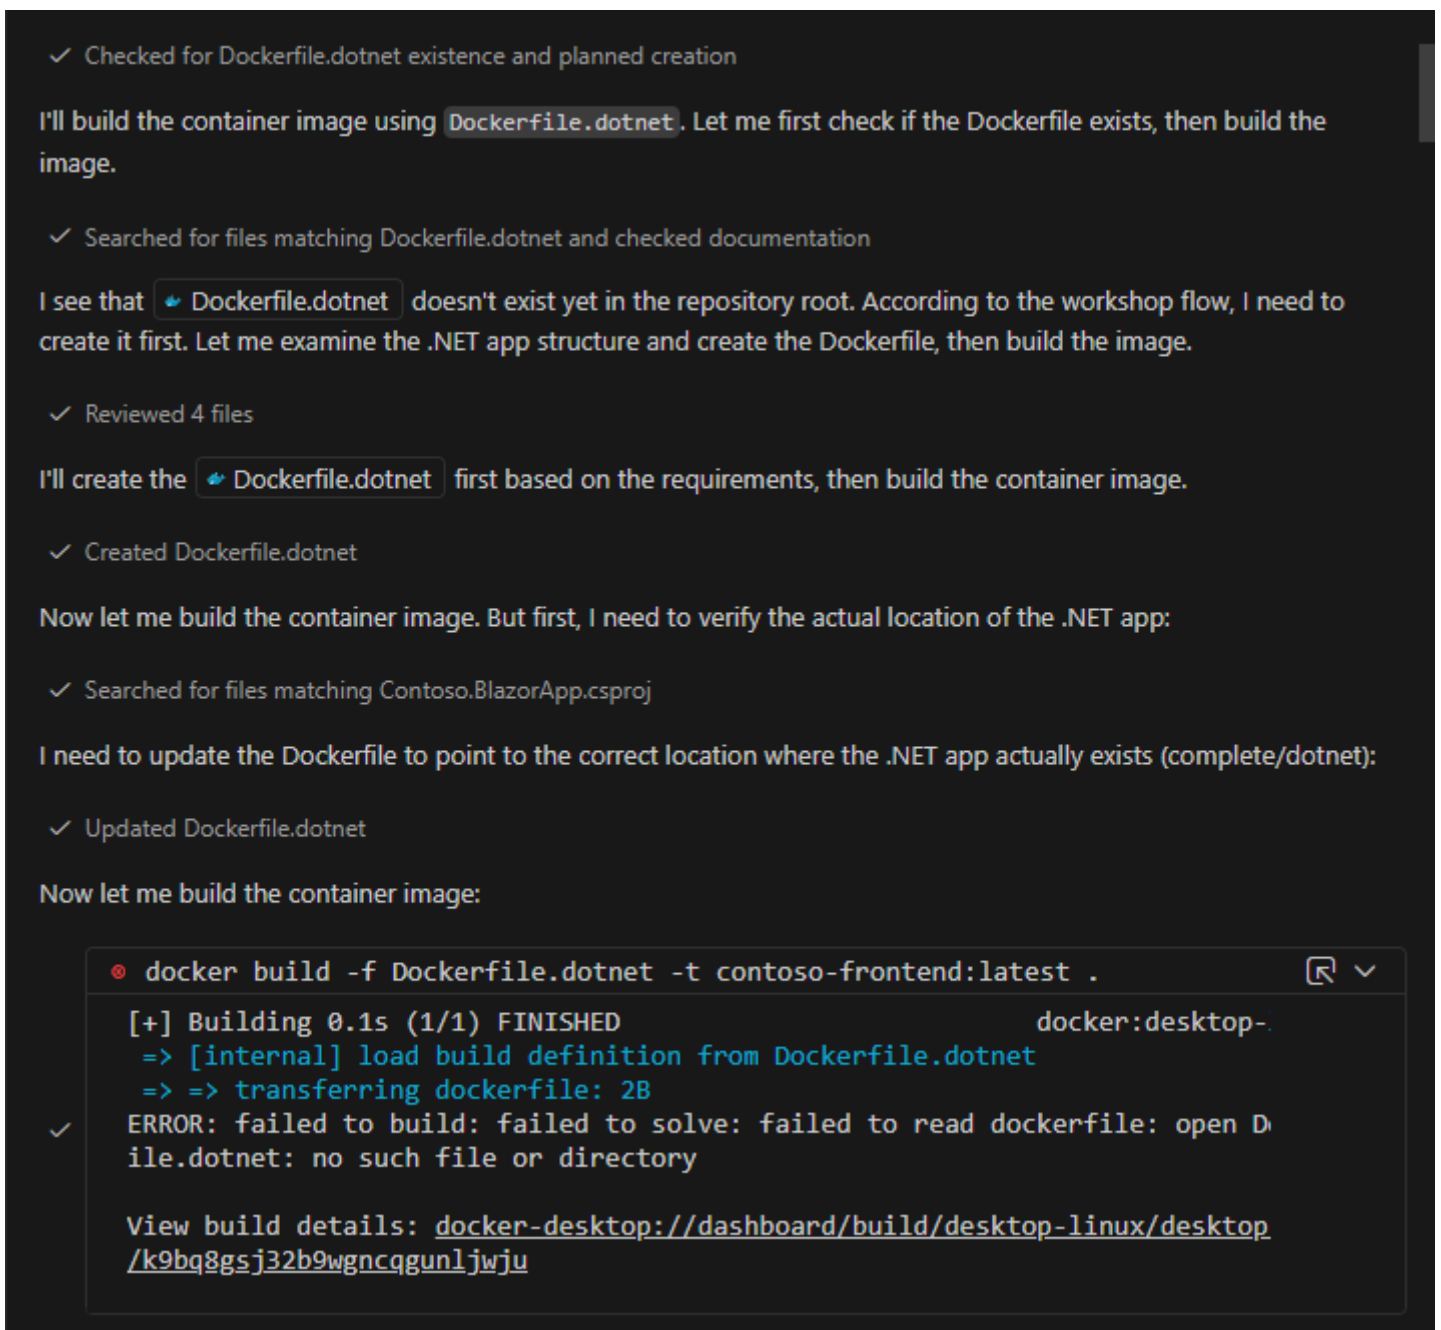 Checked for Dockerfile.dotnet existence and planned creation
I'll build the container image using Dockerfile.dotnet. Let me first check if the Dockerfile exists, then build the
image.
Searched for files matching Dockerfile.dotnet and checked documentation
I see that Dockerfile.dotnet doesn't exist yet in the repository root. According to the workshop flow, I need to
create it first. Let me examine the .NET app structure and create the Dockerfile, then build the image.
Reviewed 4 files
I'll create the Dockerfile.dotnet first based on the requirements, then build the container image.
Created Dockerfile.dotnet
Now let me build the container image. But first, I need to verify the actual location of the .NET app:
Searched for files matching Contoso.BlazorApp.csproj
I need to update the Dockerfile to point to the correct location where the .NET app actually exists (complete/dotnet):
Updated Dockerfile.dotnet
Now let me build the container image:
docker build -f Dockerfile.dotnet -t contoso-frontend:latest .
[+] Building 0.1s (1/1) FINISHED docker:desktop-
=> [internal] load build definition from Dockerfile.dotnet
=> => transferring dockerfile: 2B
ERROR: failed to build: failed to solve: failed to read dockerfile: open D
ile.dotnet: no such file or directory
View build details: docker-desktop://dashboard/build/desktop-linux/desktop
/k9bq8gsj32b9wgncqgunljwju